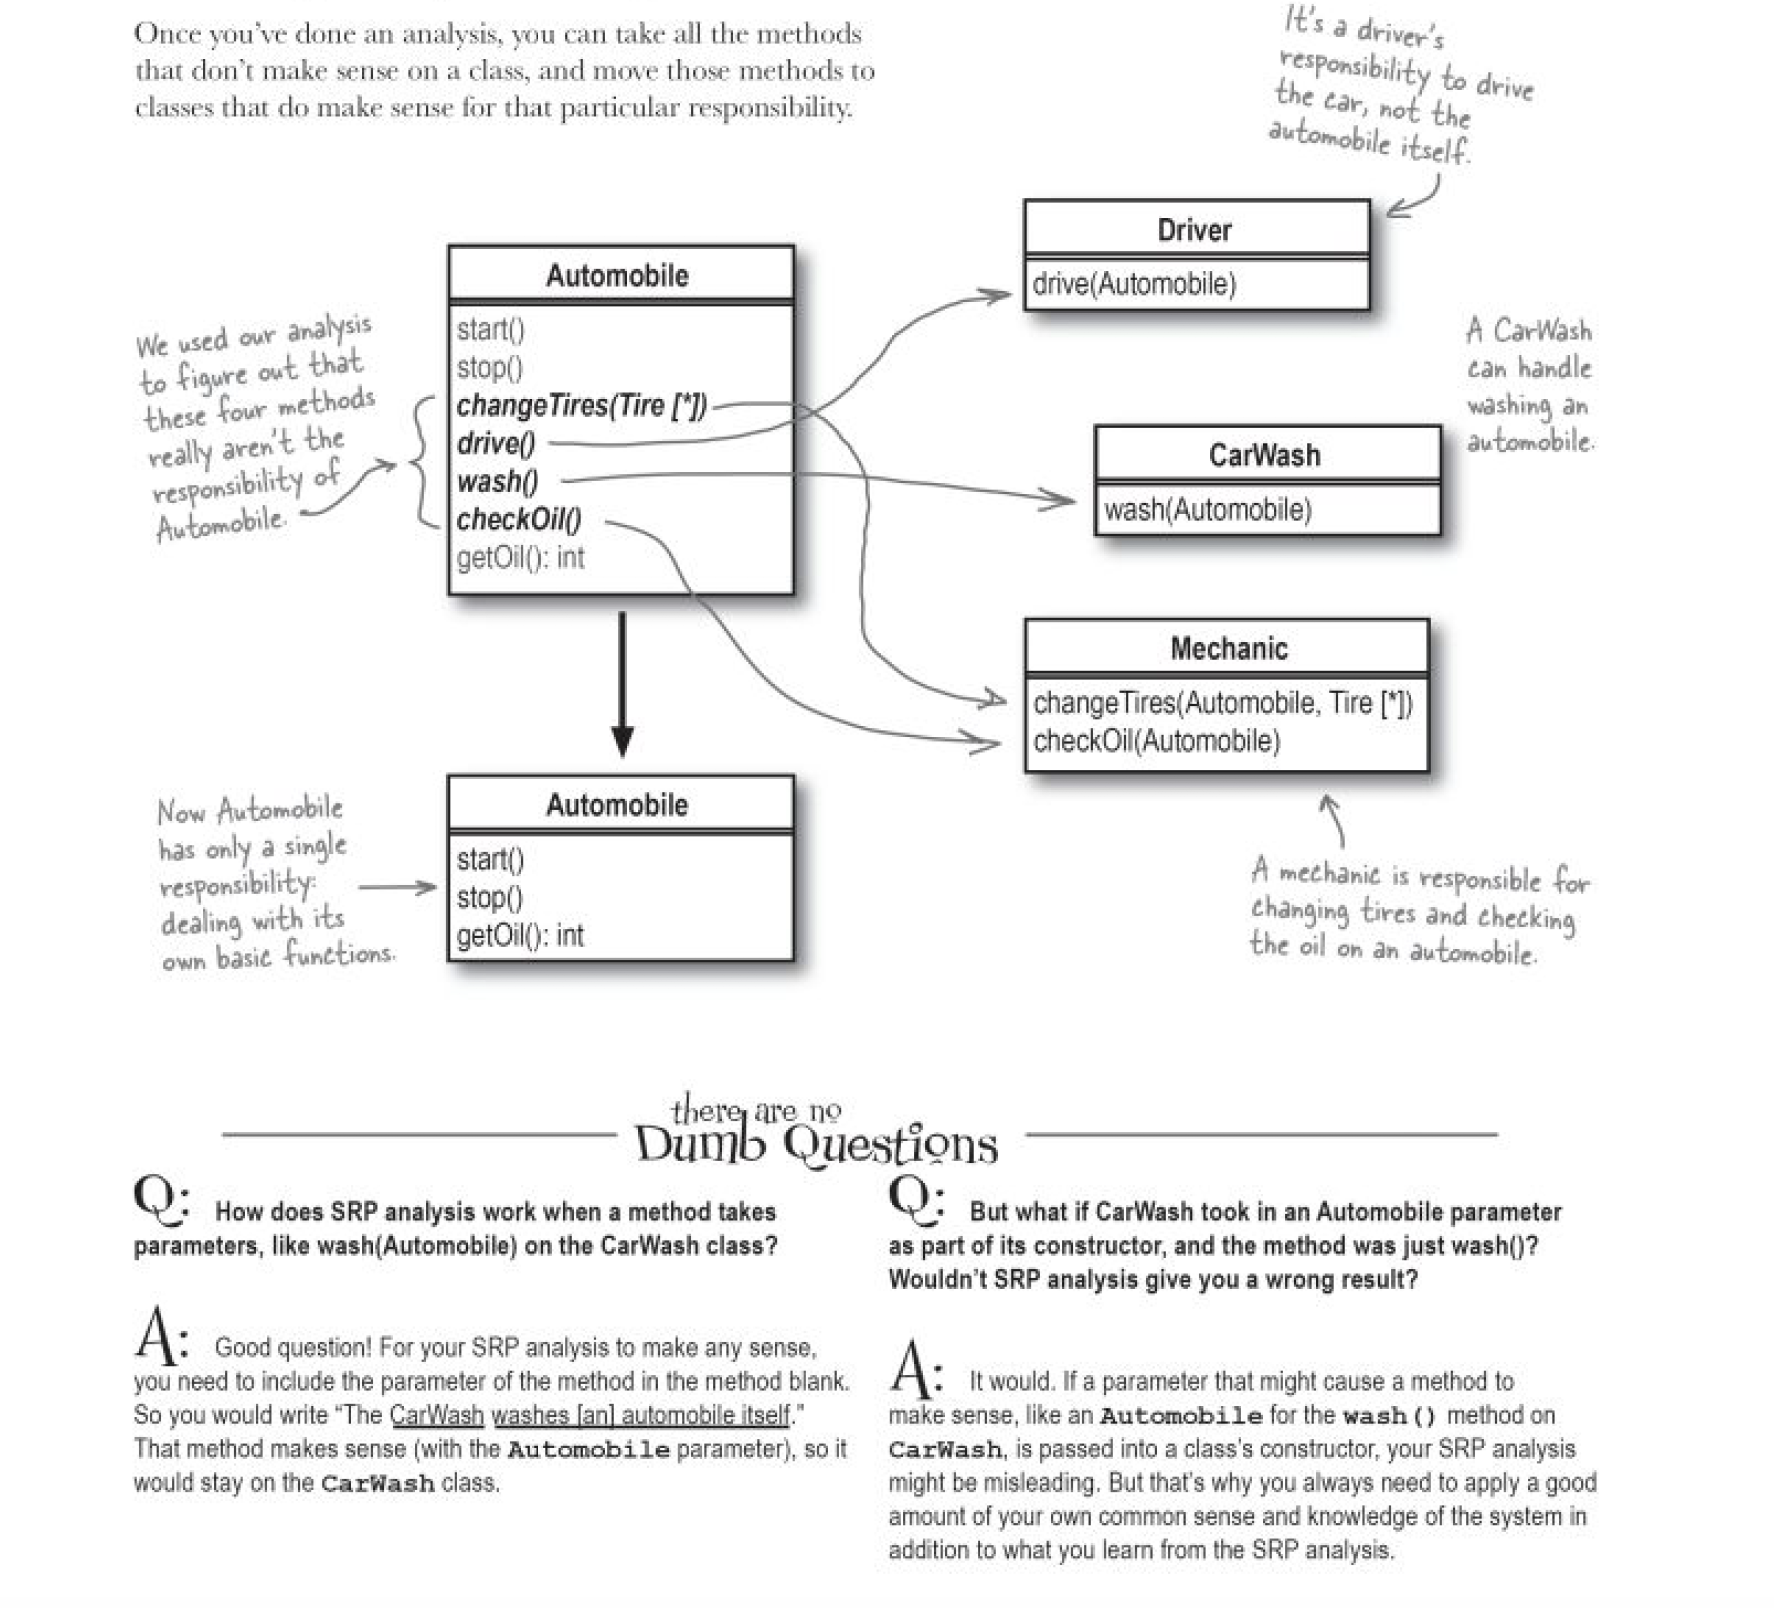 Once you've done an analysis, you can take all the methods
that don't make sense on a class, and move those methods to
classes that do make sense for that particular responsibility.
It's a driver's
responsibility to drive
the car, not the
automobile itself.
Driver
drive(Automobile)
Automobile
start()
stop()
changeTires(Tire [*])
drive()
wash()
checkOil()
getOil(): int
We used our analysis
to figure out that
these four methods
really aren't the
responsibility of
Automobile.
A CarWash
can handle
washing an
automobile.
CarWash
wash(Automobile)
Mechanic
changeTires(Automobile, Tire [*])
checkOil(Automobile)
Now Automobile
has only a single
responsibility:
dealing with its
own basic functions.
Automobile
start()
stop()
getOil(): int
A mechanic is responsible for
changing tires and checking
the oil on an automobile.
there are no
Dumb Questions
Q: How does SRP analysis work when a method takes
parameters, like wash(Automobile) on the CarWash class?
A: Good question! For your SRP analysis to make any sense,
you need to include the parameter of the method in the method blank.
So you would write “The CarWash washes [an] automobile itself.”
That method makes sense (with the Automobile parameter), so it
would stay on the CarWash class.
Q: But what if CarWash took in an Automobile parameter
as part of its constructor, and the method was just wash()?
Wouldn't SRP analysis give you a wrong result?
A: It would. If a parameter that might cause a method to
make sense, like an Automobile for the wash() method on
CarWash, is passed into a class's constructor, your SRP analysis
might be misleading. But that's why you always need to apply a good
amount of your own common sense and knowledge of the system in
addition to what you learn from the SRP analysis.